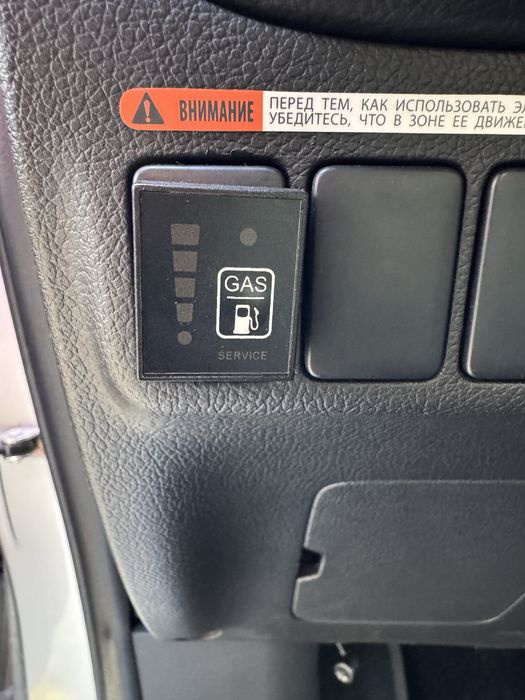 ВНИМАНИЕ
ПЕРЕД ТЕМ, КАК ИСПОЛЬЗОВАТЬ
УБЕДИТЕСЬ, ЧТО В ЗОНЕ ЕЕ
GAS
SERVICE